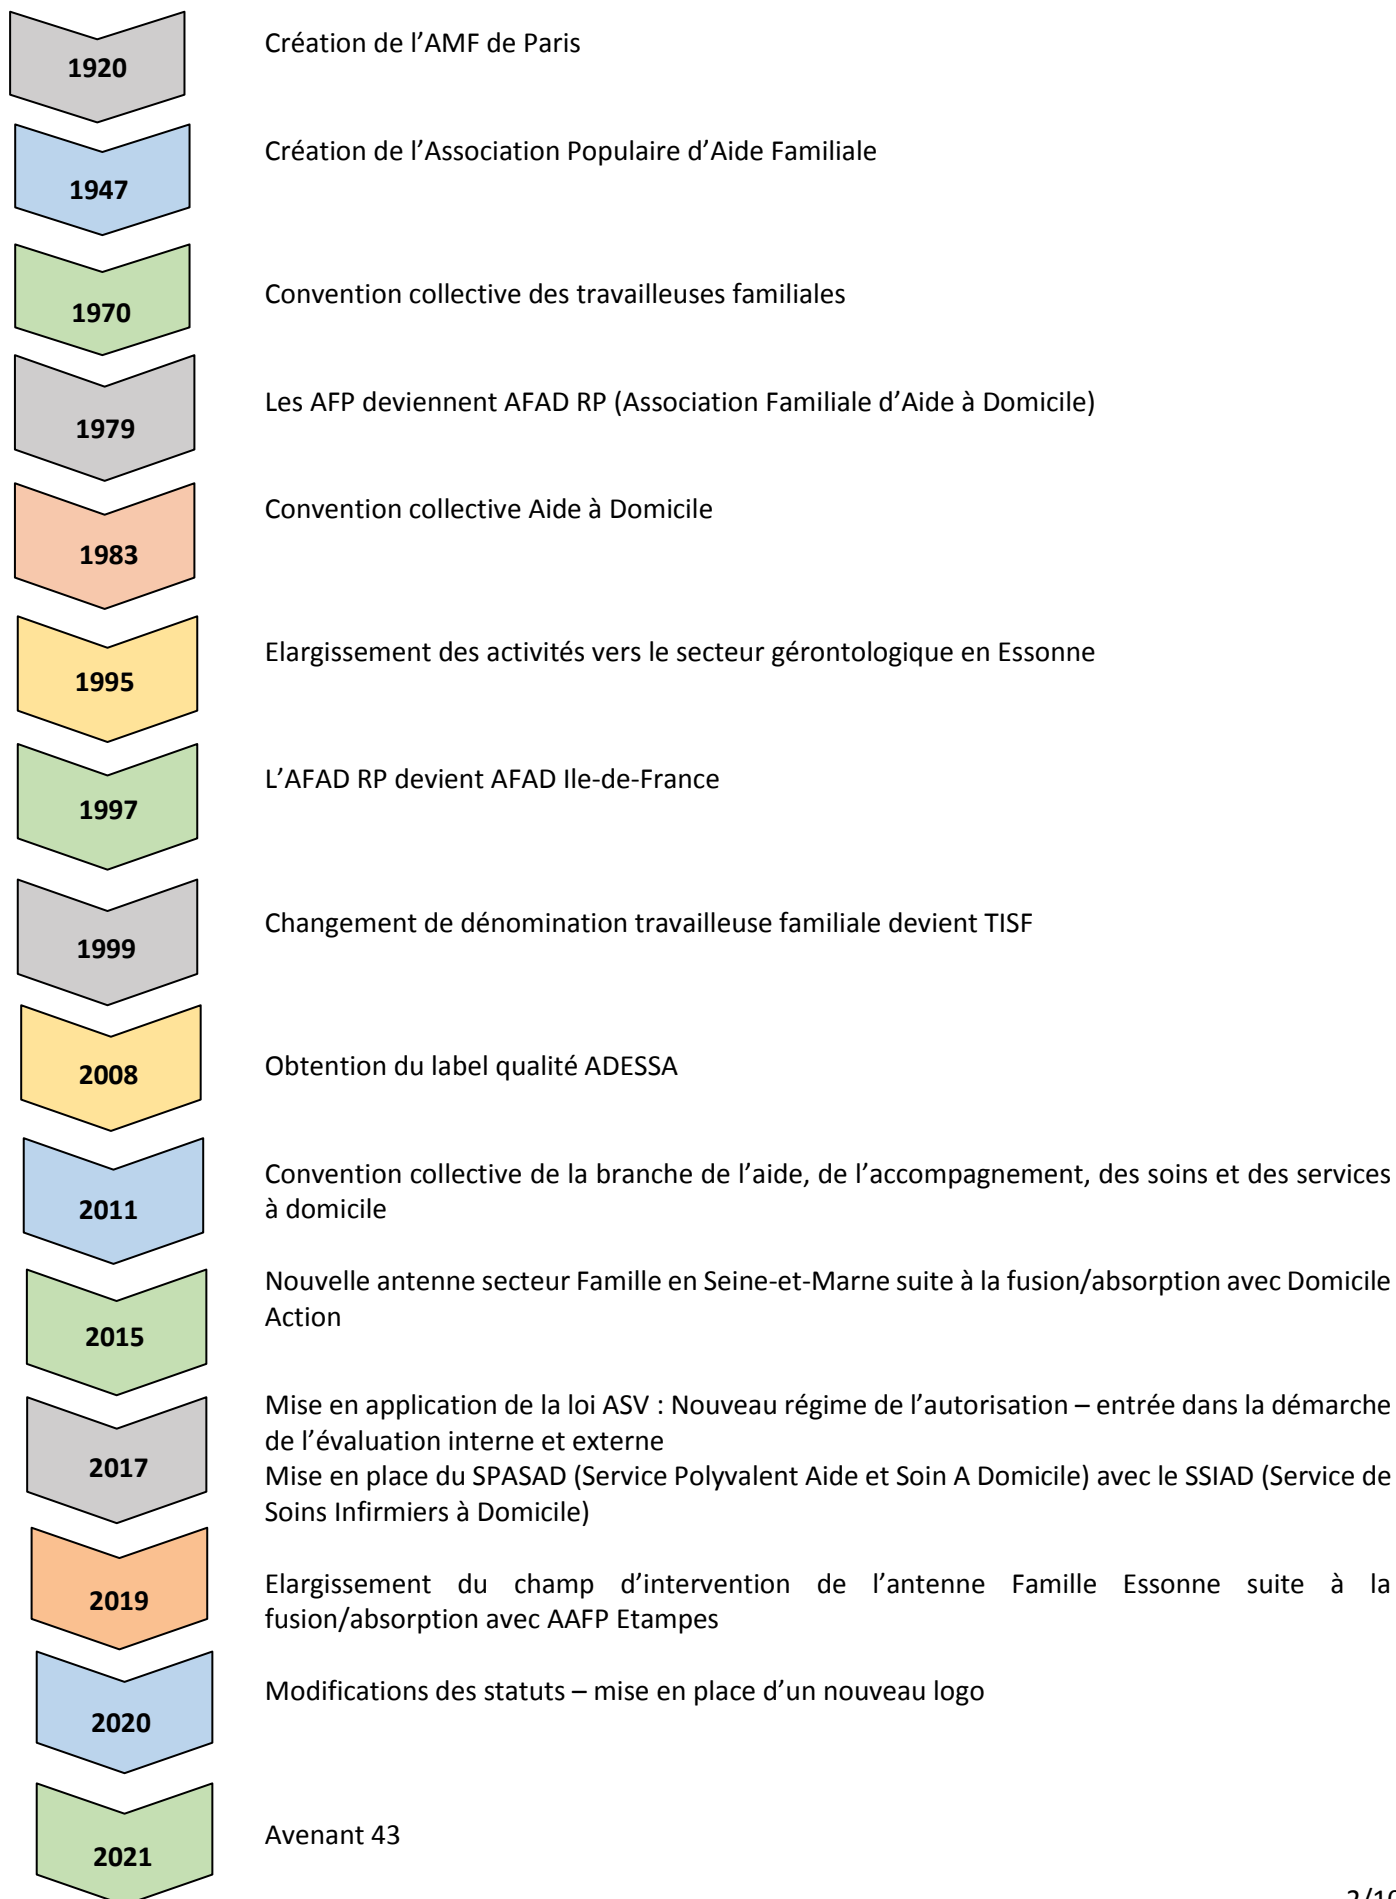 1920
Création de l’AMF de Paris
1947
Création de l’Association Populaire d’Aide Familiale
1970
Convention collective des travailleuses familiales
1979
Les AFP deviennent AFAD RP (Association Familiale d’Aide à Domicile)
1983
Convention collective Aide à Domicile
1995
Elargissement des activités vers le secteur gérontologique en Essonne
1997
L’AFAD RP devient AFAD Ile-de-France
1999
Changement de dénomination travailleuse familiale devient TISF
2008
Obtention du label qualité ADESSA
2011
Convention collective de la branche de l’aide, de l’accompagnement, des soins et des services
à domicile
2015
Nouvelle antenne secteur Famille en Seine-et-Marne suite à la fusion/absorption avec Domicile
Action
2017
Mise en application de la loi ASV : Nouveau régime de l’autorisation – entrée dans la démarche
de l’évaluation interne et externe
Mise en place du SPASAD (Service Polyvalent Aide et Soin A Domicile) avec le SSIAD (Service de
Soins Infirmiers à Domicile)
2019
Elargissement du champ d’intervention de l’antenne Famille Essonne suite à la
fusion/absorption avec AAFP Etampes
2020
Modifications des statuts – mise en place d’un nouveau logo
2021
Avenant 43